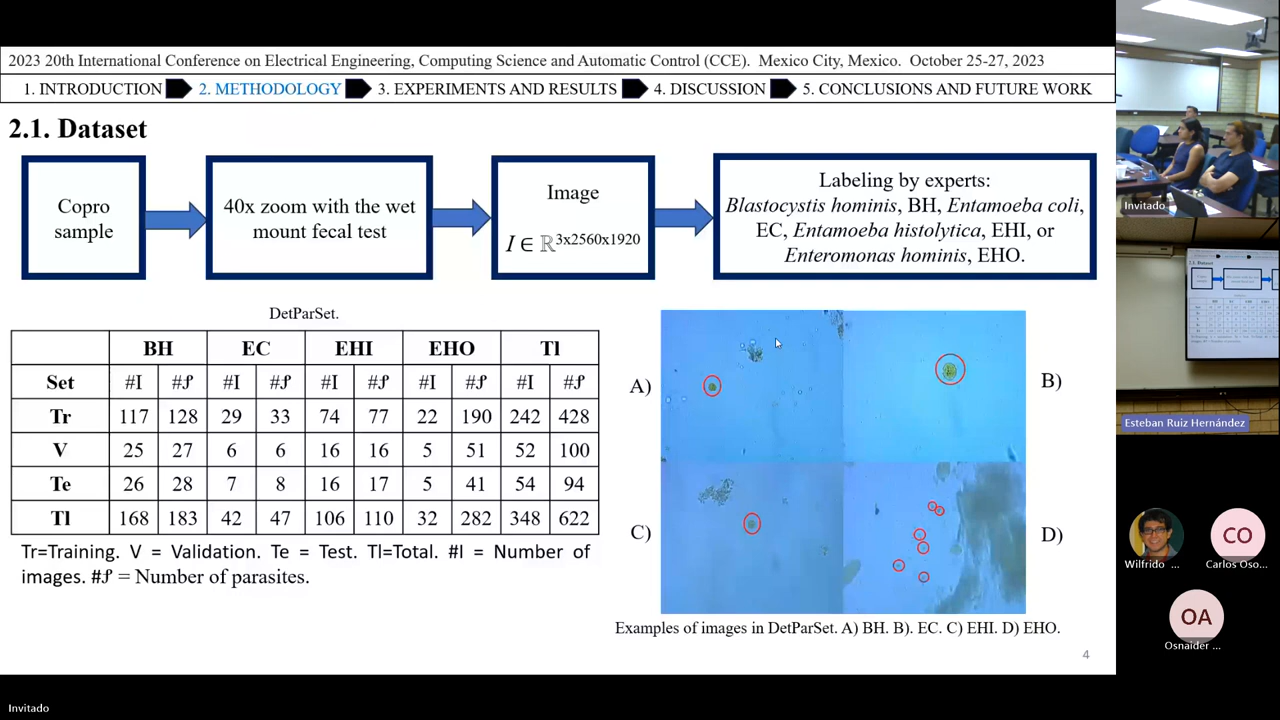 2023 20th International Conference on Electrical Engineering, Computing Science and Automatic Control (CCE). Mexico City, Mexico. October 25-27, 2023
1. INTRODUCTION 2. METHODOLOGY 3. EXPERIMENTS AND RESULTS 4. DISCUSSION 5. CONCLUSIONS AND FUTURE WORK
2.1. Dataset
Copro
sample
40x zoom with the wet
mount fecal test
Image
I ∈ ℝ^3x2560x1920
Labeling by experts:
Blastocystis hominis, BH, Entamoeba coli,
EC, Entamoeba histolytica, EHI, or
Enteromonas hominis, EHO.
DetParSet.
BH EC EHI EHO Tl
Set #I #𝒫 #I #𝒫 #I #𝒫 #I #𝒫 #I #𝒫
Tr 117 128 29 33 74 77 22 190 242 428
V 25 27 6 6 16 16 5 51 52 100
Te 26 28 7 8 16 17 5 41 54 94
Tl 168 183 42 47 106 110 32 282 348 622
Tr=Training. V = Validation. Te = Test. Tl=Total. #I = Number of
images. #𝒫 = Number of parasites.
A)
B)
C)
D)
Examples of images in DetParSet. A) BH. B). EC. C) EHI. D) EHO.
4
Invitado
Esteban Ruiz Hernández
Wilfrido ...
CO
Carlos Oso...
OA
Osnaider ...
Invitado